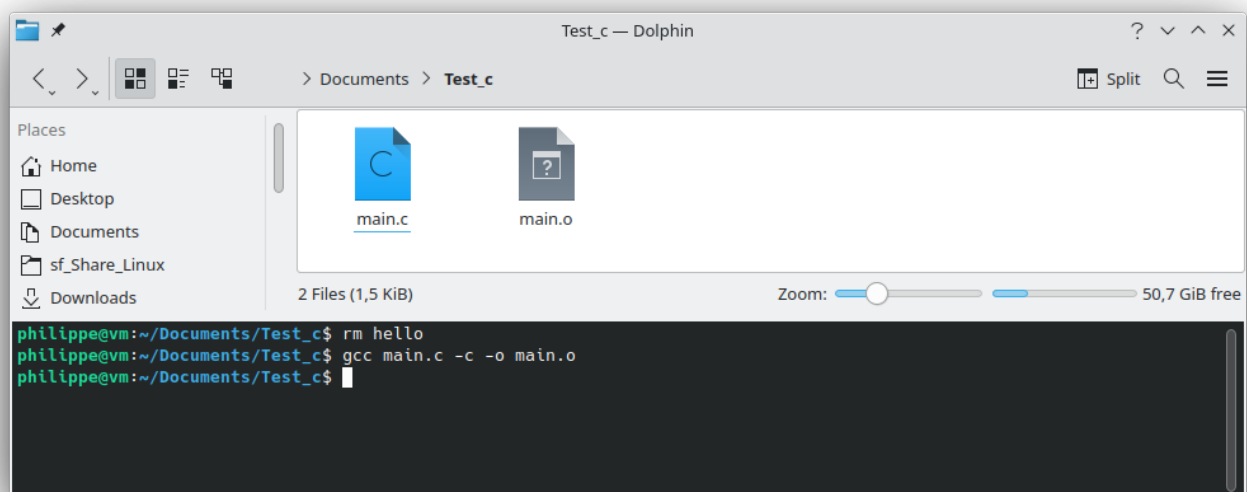 Test_c — Dolphin
Documents > Test_c
Split
Places
Home
Desktop
Documents
sf_Share_Linux
Downloads
C
main.c
?
main.o
2 Files (1,5 KiB)
Zoom:
50,7 GiB free
philippe@vm:~/Documents/Test_c$ rm hello
philippe@vm:~/Documents/Test_c$ gcc main.c -c -o main.o
philippe@vm:~/Documents/Test_c$